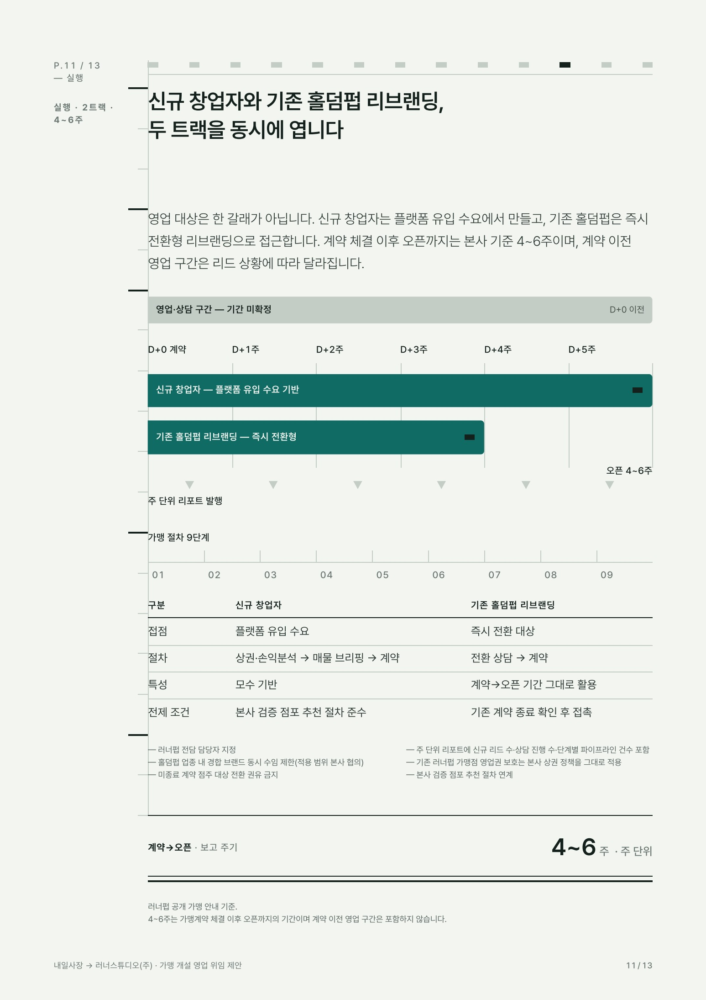 P.11 / 13
— 실행
실행 · 2트랙 ·
4~6주
신규 창업자와 기존 홀덤펍 리브랜딩,
두 트랙을 동시에 엽니다
영업 대상은 한 갈래가 아닙니다. 신규 창업자는 플랫폼 유입 수요에서 만들고, 기존 홀덤펍은 즉시
전환형 리브랜딩으로 접근합니다. 계약 체결 이후 오픈까지는 본사 기준 4~6주이며, 계약 이전
영업 구간은 리드 상황에 따라 달라집니다.
영업·상담 구간 — 기간 미확정 D+0 이전
D+0 계약 D+1주 D+2주 D+3주 D+4주 D+5주
신규 창업자 — 플랫폼 유입 수요 기반
기존 홀덤펍 리브랜딩 — 즉시 전환형
오픈 4~6주
주 단위 리포트 발행
가맹 절차 9단계
01 02 03 04 05 06 07 08 09
구분 신규 창업자 기존 홀덤펍 리브랜딩
접점 플랫폼 유입 수요 즉시 전환 대상
절차 상권·손익분석 → 매물 브리핑 → 계약 전환 상담 → 계약
특성 모수 기반 계약→오픈 기간 그대로 활용
전제 조건 본사 검증 점포 추천 절차 준수 기존 계약 종료 확인 후 접촉
— 러너펍 전담 담당자 지정
— 홀덤펍 업종 내 경합 브랜드 동시 수임 제한(적용 범위 본사 협의)
— 미종료 계약 점주 대상 전환 권유 금지
— 주 단위 리포트에 신규 리드 수·상담 진행 수·단계별 파이프라인 건수 포함
— 기존 러너펍 가맹점 영업권 보호는 본사 상권 정책을 그대로 적용
— 본사 검증 점포 추천 절차 연계
계약→오픈 · 보고 주기 4~6 주 · 주 단위
러너펍 공개 가맹 안내 기준.
4~6주는 가맹계약 체결 이후 오픈까지의 기간이며 계약 이전 영업 구간은 포함하지 않습니다.
내일사장 → 러너스튜디오(주) · 가맹 개설 영업 위임 제안 11/13